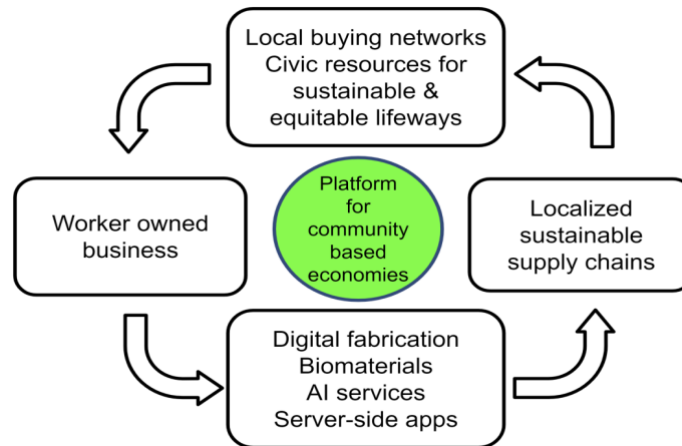 Local buying networks
Civic resources for
sustainable &
equitable lifeways
Worker owned
business
Platform
for
community
based
economies
Localized
sustainable
supply chains
Digital fabrication
Biomaterials
AI services
Server-side apps